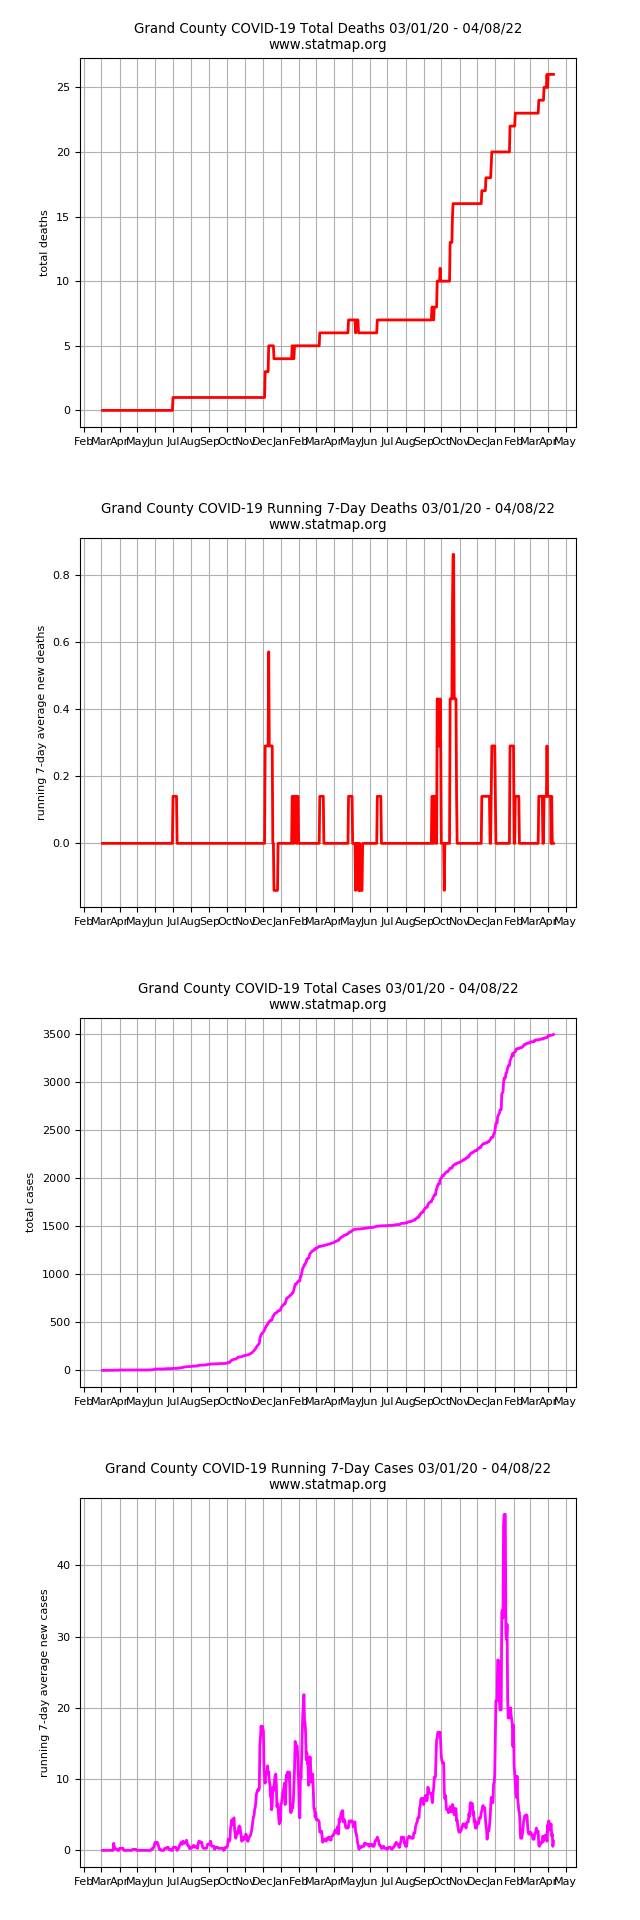 Grand County COVID-19 Total Deaths 03/01/20 - 04/08/22
www.statmap.org
25
20
15
10
5
0
total deaths
Feb Mar Apr May Jun Jul Aug Sep Oct Nov Dec Jan Feb Mar Apr May Jun Jul Aug Sep Oct Nov Dec Jan Feb Mar Apr May
Grand County COVID-19 Running 7-Day Deaths 03/01/20 - 04/08/22
www.statmap.org
0.8
0.6
0.4
0.2
0.0
running 7-day average new deaths
Feb Mar Apr May Jun Jul Aug Sep Oct Nov Dec Jan Feb Mar Apr May Jun Jul Aug Sep Oct Nov Dec Jan Feb Mar Apr May
Grand County COVID-19 Total Cases 03/01/20 - 04/08/22
www.statmap.org
3500
3000
2500
2000
1500
1000
500
0
total cases
Feb Mar Apr May Jun Jul Aug Sep Oct Nov Dec Jan Feb Mar Apr May Jun Jul Aug Sep Oct Nov Dec Jan Feb Mar Apr May
Grand County COVID-19 Running 7-Day Cases 03/01/20 - 04/08/22
www.statmap.org
40
30
20
10
0
running 7-day average new cases
Feb Mar Apr May Jun Jul Aug Sep Oct Nov Dec Jan Feb Mar Apr May Jun Jul Aug Sep Oct Nov Dec Jan Feb Mar Apr May